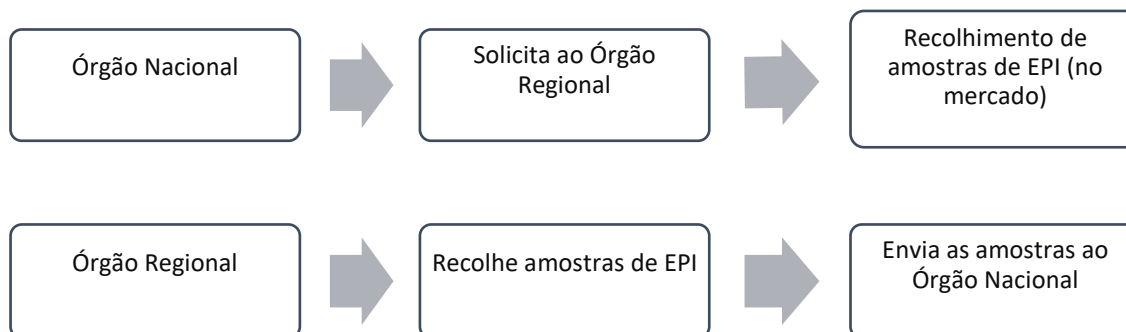 Órgão Nacional
Solicita ao Órgão
Regional
Recolhimento de
amostras de EPI (no
mercado)
Órgão Regional
Recolhe amostras de EPI
Envia as amostras ao
Órgão Nacional